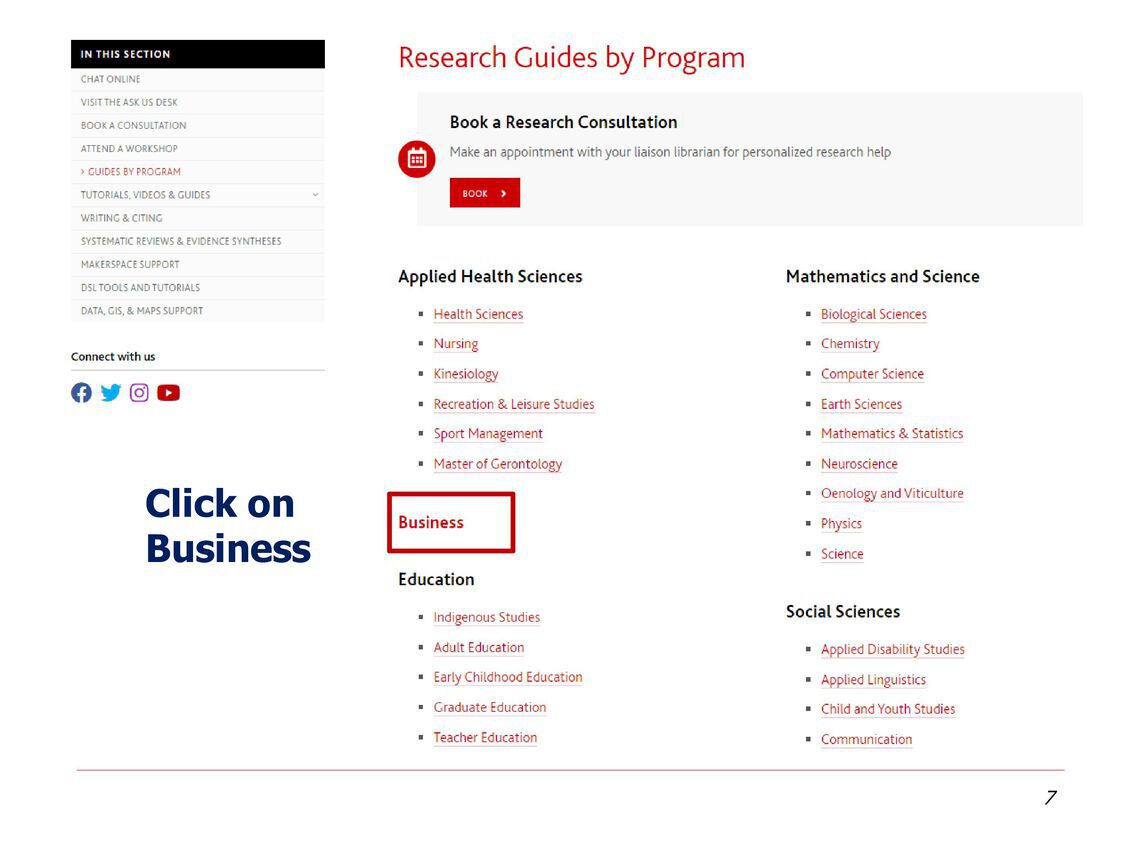 IN THIS SECTION
CHAT ONLINE
VISIT THE ASK US DESK
BOOK A CONSULTATION
ATTEND A WORKSHOP
› GUIDES BY PROGRAM
TUTORIALS, VIDEOS & GUIDES
WRITING & CITING
SYSTEMATIC REVIEWS & EVIDENCE SYNTHESES
MAKERSPACE SUPPORT
DSL TOOLS AND TUTORIALS
DATA, GIS, & MAPS SUPPORT
Connect with us
Click on
Business
Research Guides by Program
Book a Research Consultation
Make an appointment with your liaison librarian for personalized research help
BOOK ›
Applied Health Sciences
Health Sciences
Nursing
Kinesiology
Recreation & Leisure Studies
Sport Management
Master of Gerontology
Business
Education
Indigenous Studies
Adult Education
Early Childhood Education
Graduate Education
Teacher Education
Mathematics and Science
Biological Sciences
Chemistry
Computer Science
Earth Sciences
Mathematics & Statistics
Neuroscience
Oenology and Viticulture
Physics
Science
Social Sciences
Applied Disability Studies
Applied Linguistics
Child and Youth Studies
Communication
7